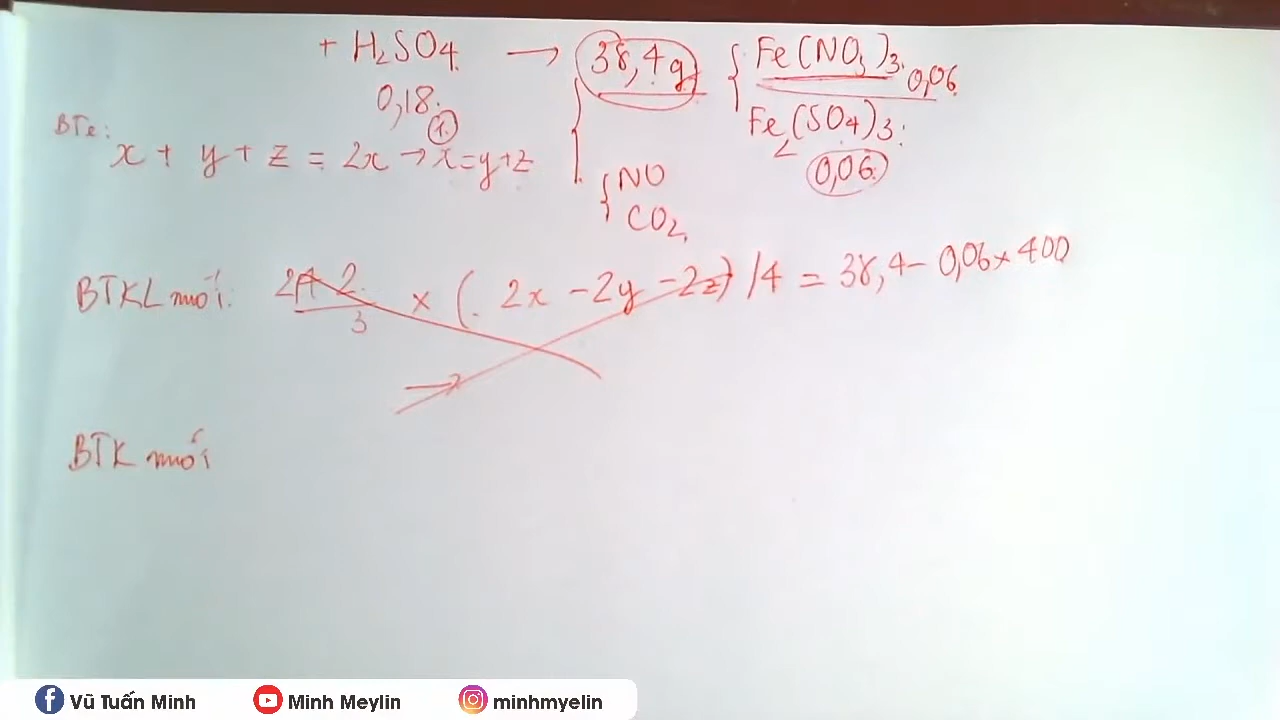 + H₂SO₄ → 38,4g { Fe(NO₃)₃: 0,06
0,18
Fe₂(SO₄)₃:
0,06
BTe:
x + y + z = 2x → x = y+z
①
{ NO
CO₂
BTKL muối: 242/3 × (2x - 2y - 2z) /4 = 38,4 - 0,06 × 400
BTK muối
Vũ Tuấn Minh
Minh Meylin
minhmyelin